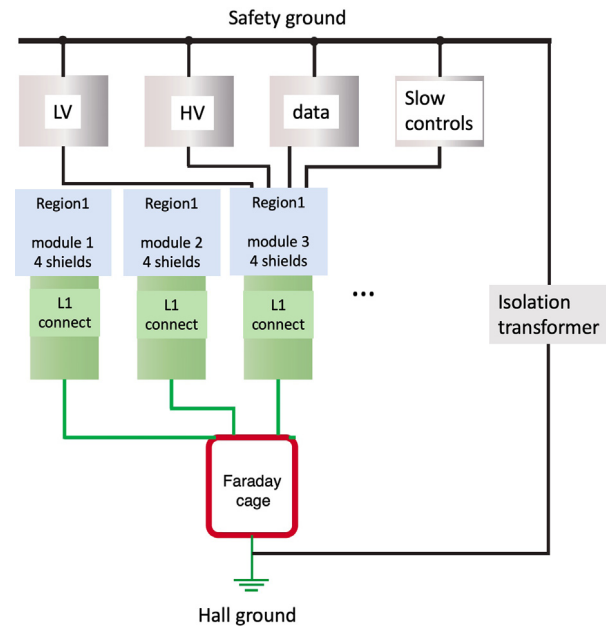 Safety ground
LV
HV
data
Slow
controls
Region1
module 1
4 shields
Region1
module 2
4 shields
Region1
module 3
4 shields
L1
connect
L1
connect
L1
connect
...
Isolation
transformer
Faraday
cage
Hall ground